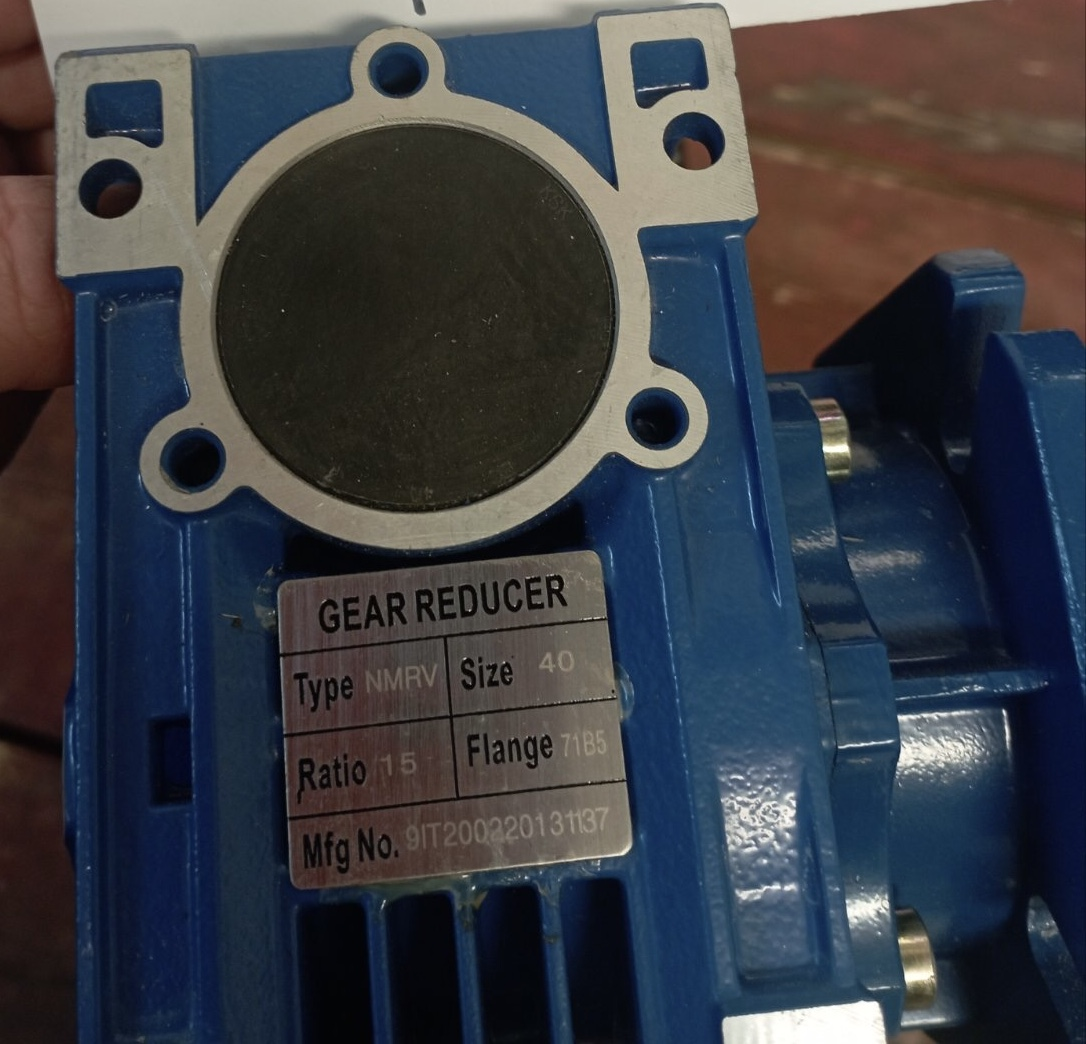 GEAR REDUCER
Type NMRV Size 40
Ratio 15 Flange 71B5
Mfg No. 9IT200220131137